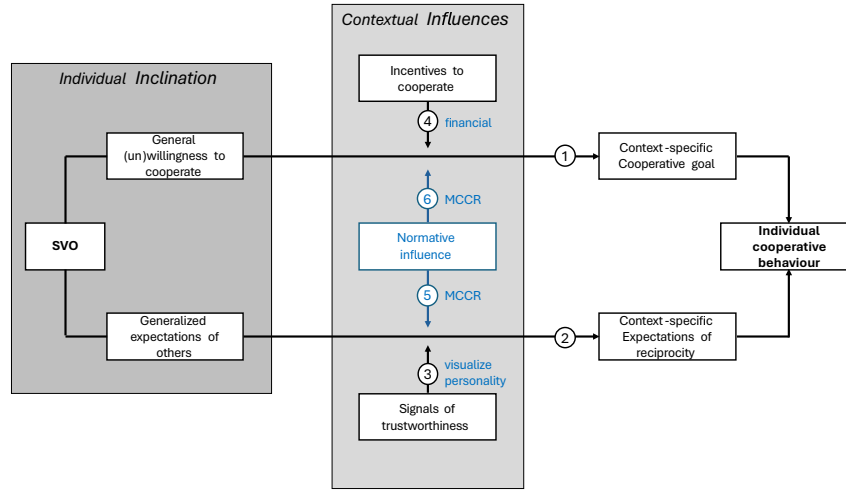 Contextual Influences
Individual Inclination
Incentives to
cooperate
4 financial
General
(un)willingness to
cooperate
1
Context-specific
Cooperative goal
6 MCCR
SVO
Normative
influence
Individual
cooperative
behaviour
5 MCCR
Generalized
expectations of
others
2
Context-specific
Expectations of
reciprocity
3 visualize
personality
Signals of
trustworthiness